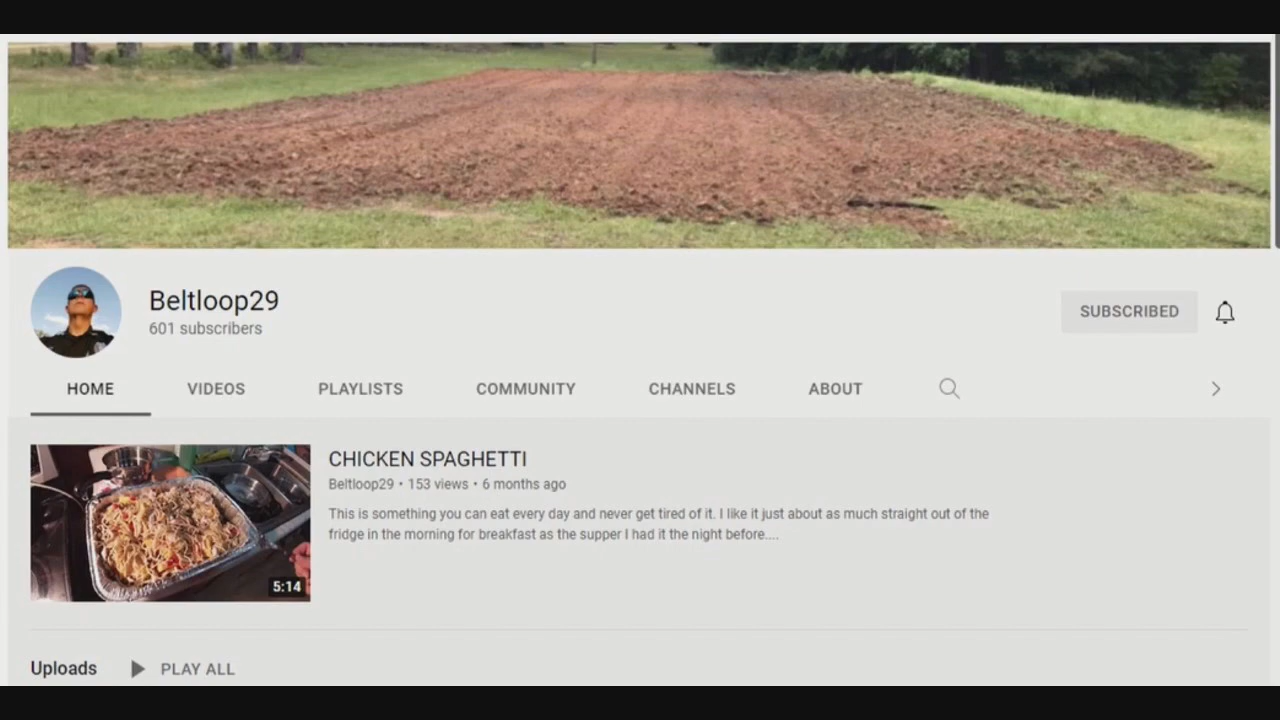 Beltloop29
601 subscribers
SUBSCRIBED
HOME VIDEOS PLAYLISTS COMMUNITY CHANNELS ABOUT
CHICKEN SPAGHETTI
Beltloop29 • 153 views • 6 months ago
This is something you can eat every day and never get tired of it. I like it just about as much straight out of the
fridge in the morning for breakfast as the supper I had it the night before....
5:14
Uploads PLAY ALL